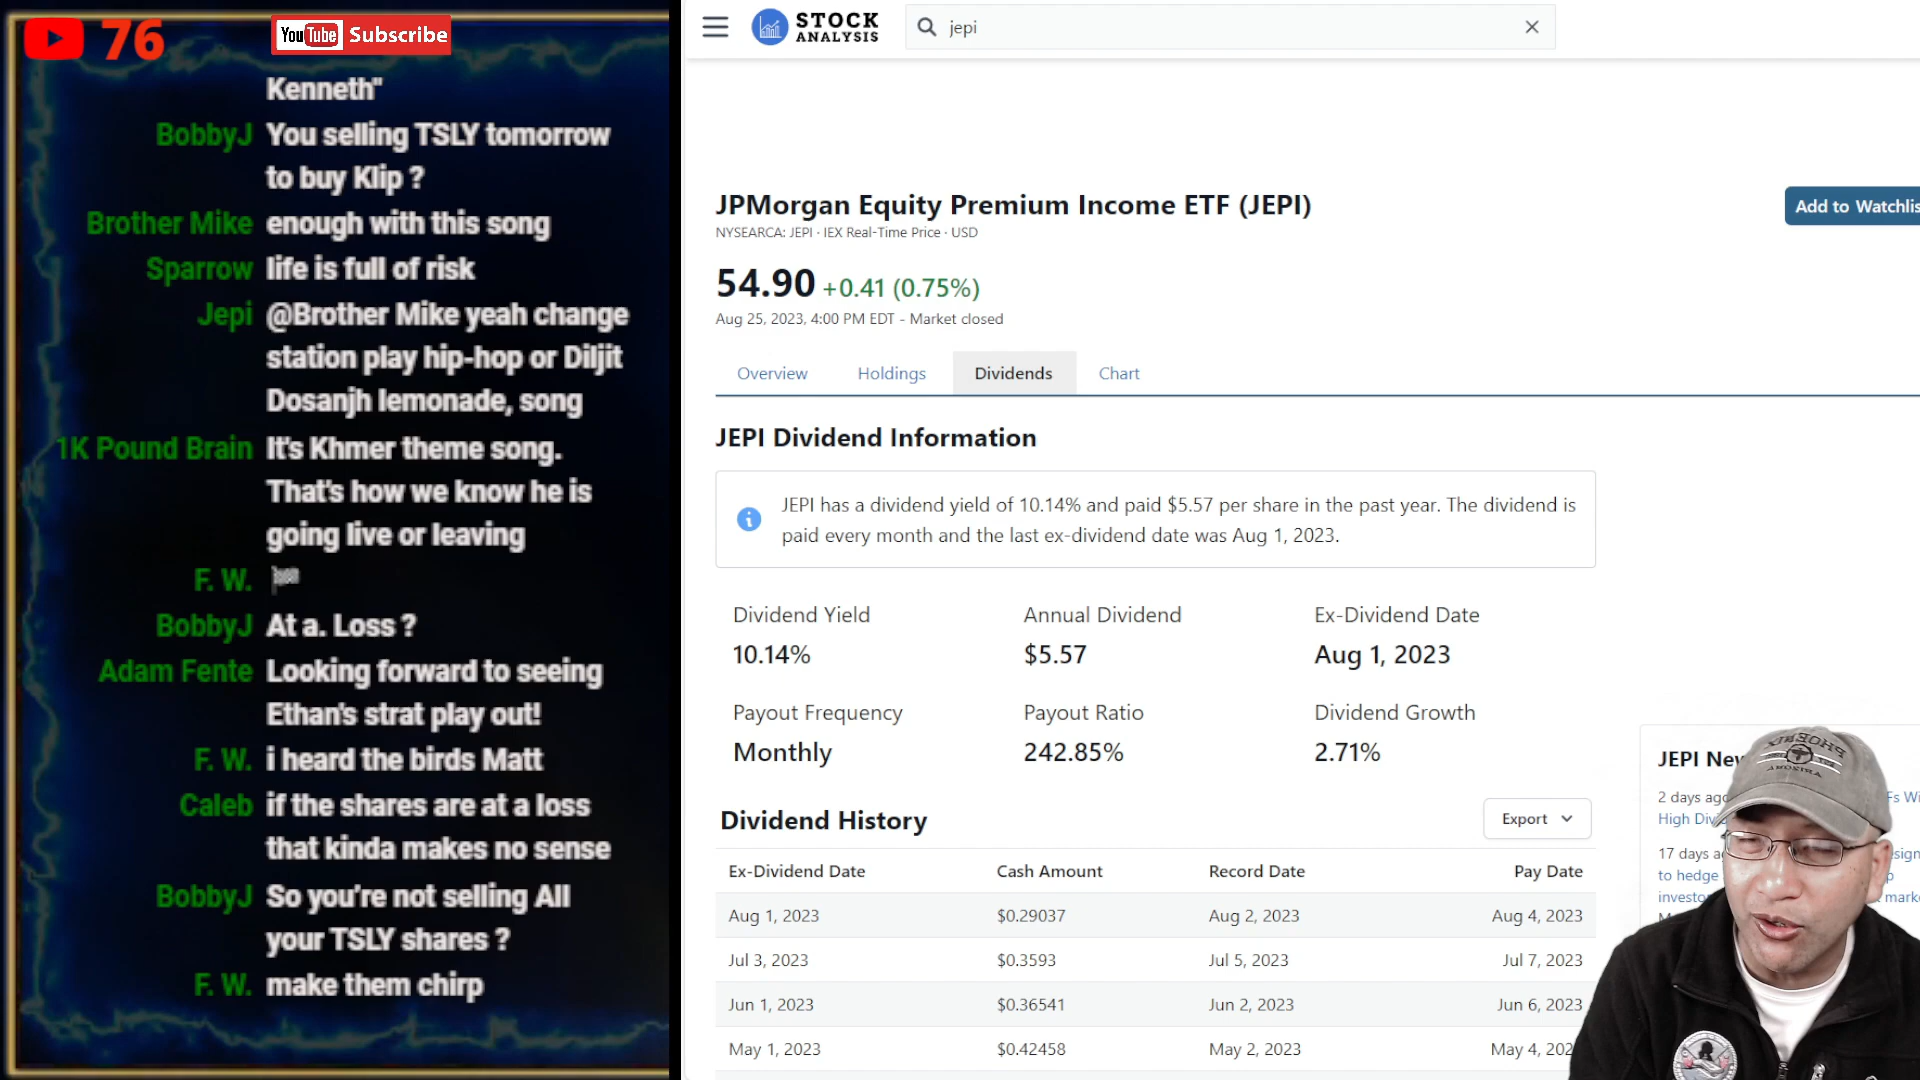 76
YouTube Subscribe
Kenneth"
BobbyJ You selling TSLY tomorrow
to buy Klip ?
Brother Mike enough with this song
Sparrow life is full of risk
Jepi @Brother Mike yeah change
station play hip-hop or Diljit
Dosanjh lemonade, song
1K Pound Brain It's Khmer theme song.
That's how we know he is
going live or leaving
F. W.
BobbyJ At a. Loss ?
Adam Fente Looking forward to seeing
Ethan's strat play out!
F. W. i heard the birds Matt
Caleb if the shares are at a loss
that kinda makes no sense
BobbyJ So you're not selling All
your TSLY shares ?
F. W. make them chirp
STOCK
ANALYSIS
jepi
JPMorgan Equity Premium Income ETF (JEPI)
NYSEARCA: JEPI · IEX Real-Time Price · USD
Add to Watchlis
54.90 +0.41 (0.75%)
Aug 25, 2023, 4:00 PM EDT - Market closed
Overview Holdings Dividends Chart
JEPI Dividend Information
JEPI has a dividend yield of 10.14% and paid $5.57 per share in the past year. The dividend is
paid every month and the last ex-dividend date was Aug 1, 2023.
Dividend Yield Annual Dividend Ex-Dividend Date
10.14% $5.57 Aug 1, 2023
Payout Frequency Payout Ratio Dividend Growth
Monthly 242.85% 2.71%
Dividend History
Export
Ex-Dividend Date Cash Amount Record Date Pay Date
Aug 1, 2023 $0.29037 Aug 2, 2023 Aug 4, 2023
Jul 3, 2023 $0.3593 Jul 5, 2023 Jul 7, 2023
Jun 1, 2023 $0.36541 Jun 2, 2023 Jun 6, 2023
May 1, 2023 $0.42458 May 2, 2023 May 4, 202
JEPI Ne
2 days ago Fs Wi
High Div
17 days a sign
to hedge
investo mark
PHOENIX
ARIZONA